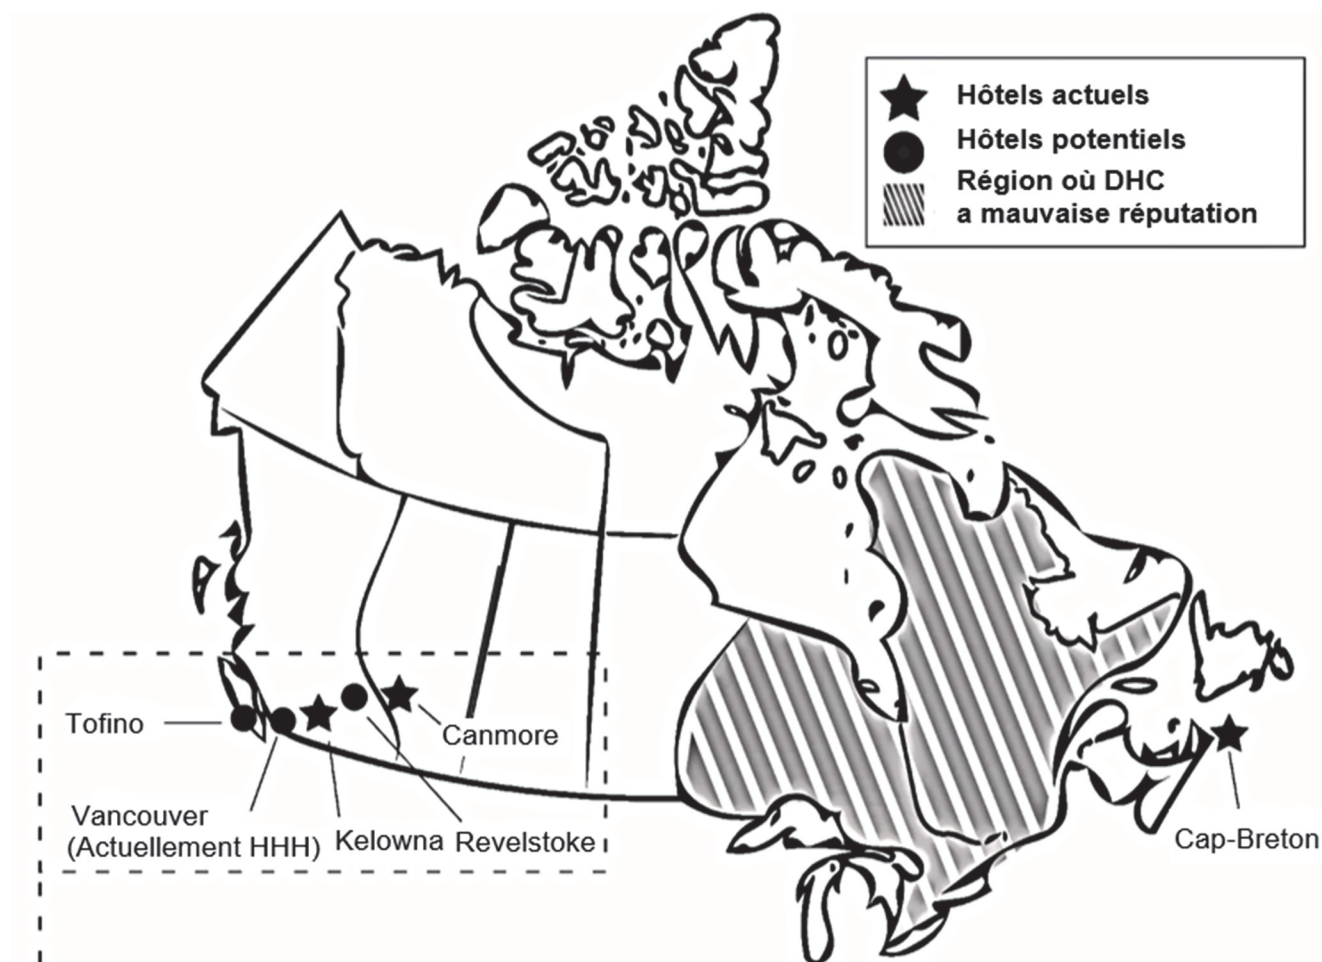 Hôtels actuels
Hôtels potentiels
Région où DHC
a mauvaise réputation
Tofino
Canmore
Vancouver
(Actuellement HHH)
Kelowna
Revelstoke
Cap-Breton